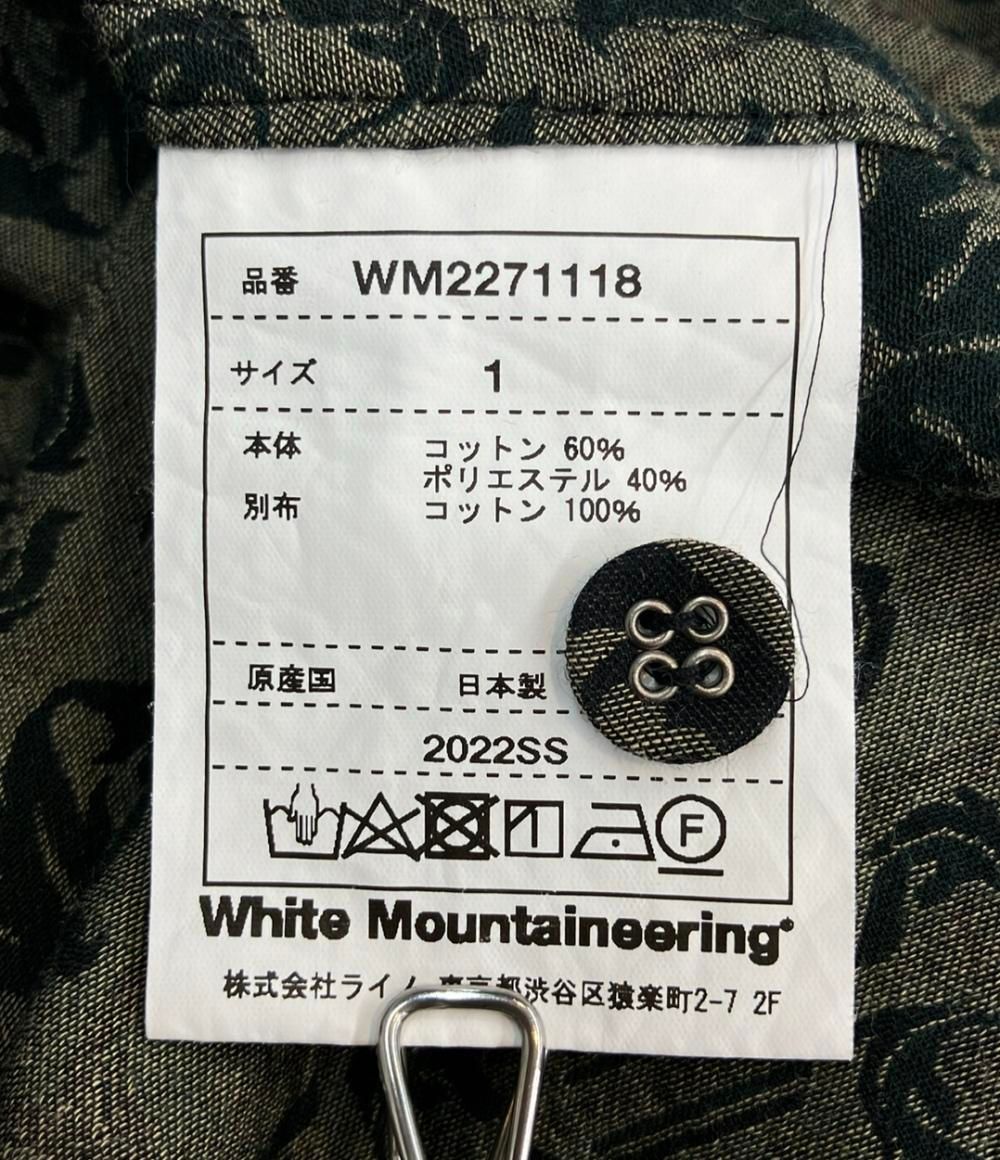 品番 WM2271118
サイズ 1
本体 コットン 60%
ポリエステル 40%
別布 コットン 100%
原産国 日本製
2022SS
F
White Mountaineering®
株式会社ライノ 東京都渋谷区猿楽町2-7 2F